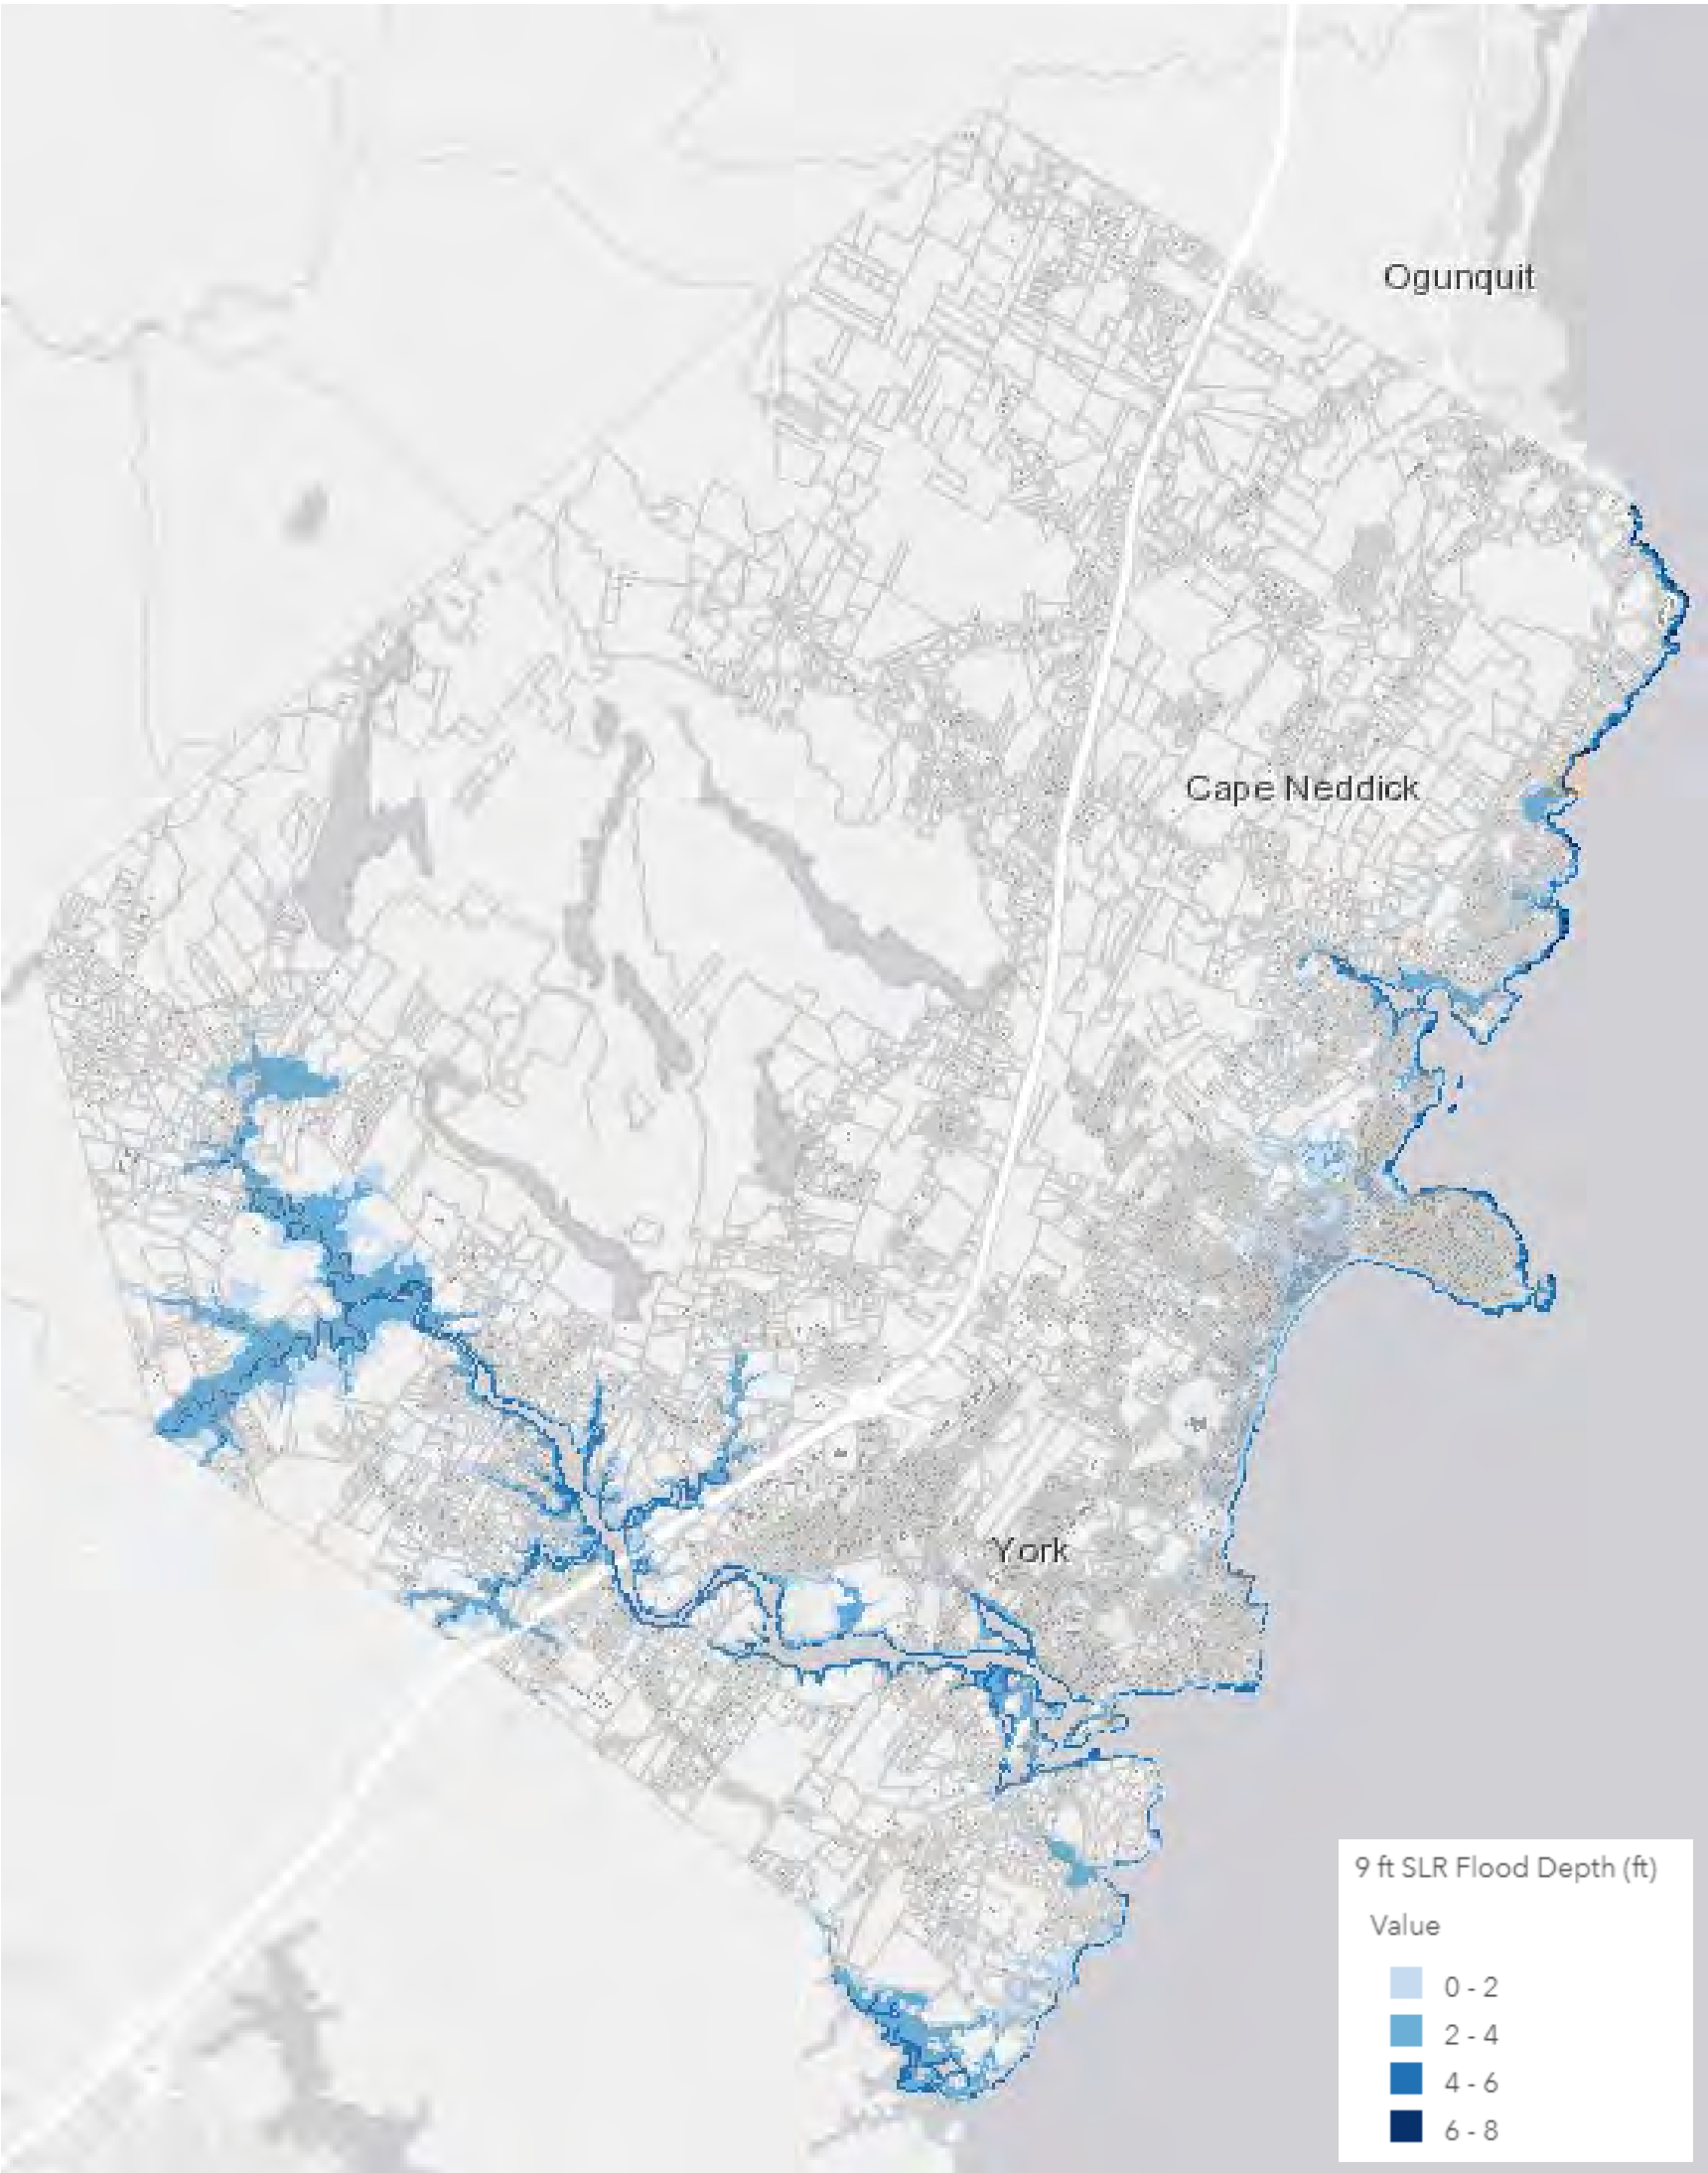 Ogunquit
Cape Neddick
York
9 ft SLR Flood Depth (ft)
Value
0 - 2
2 - 4
4 - 6
6 - 8